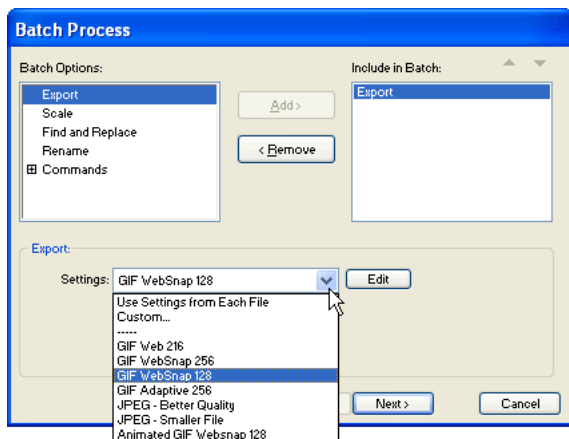 Batch Process
Batch Options:
Export
Scale
Find and Replace
Rename
Commands
Add >
< Remove
Include in Batch:
Export
Export:
Settings: GIF WebSnap 128
Edit
Use Settings from Each File
Custom...
-----
GIF Web 216
GIF WebSnap 256
GIF WebSnap 128
GIF Adaptive 256
JPEG - Better Quality
JPEG - Smaller File
Animated GIF Websnap 128
Next >
Cancel